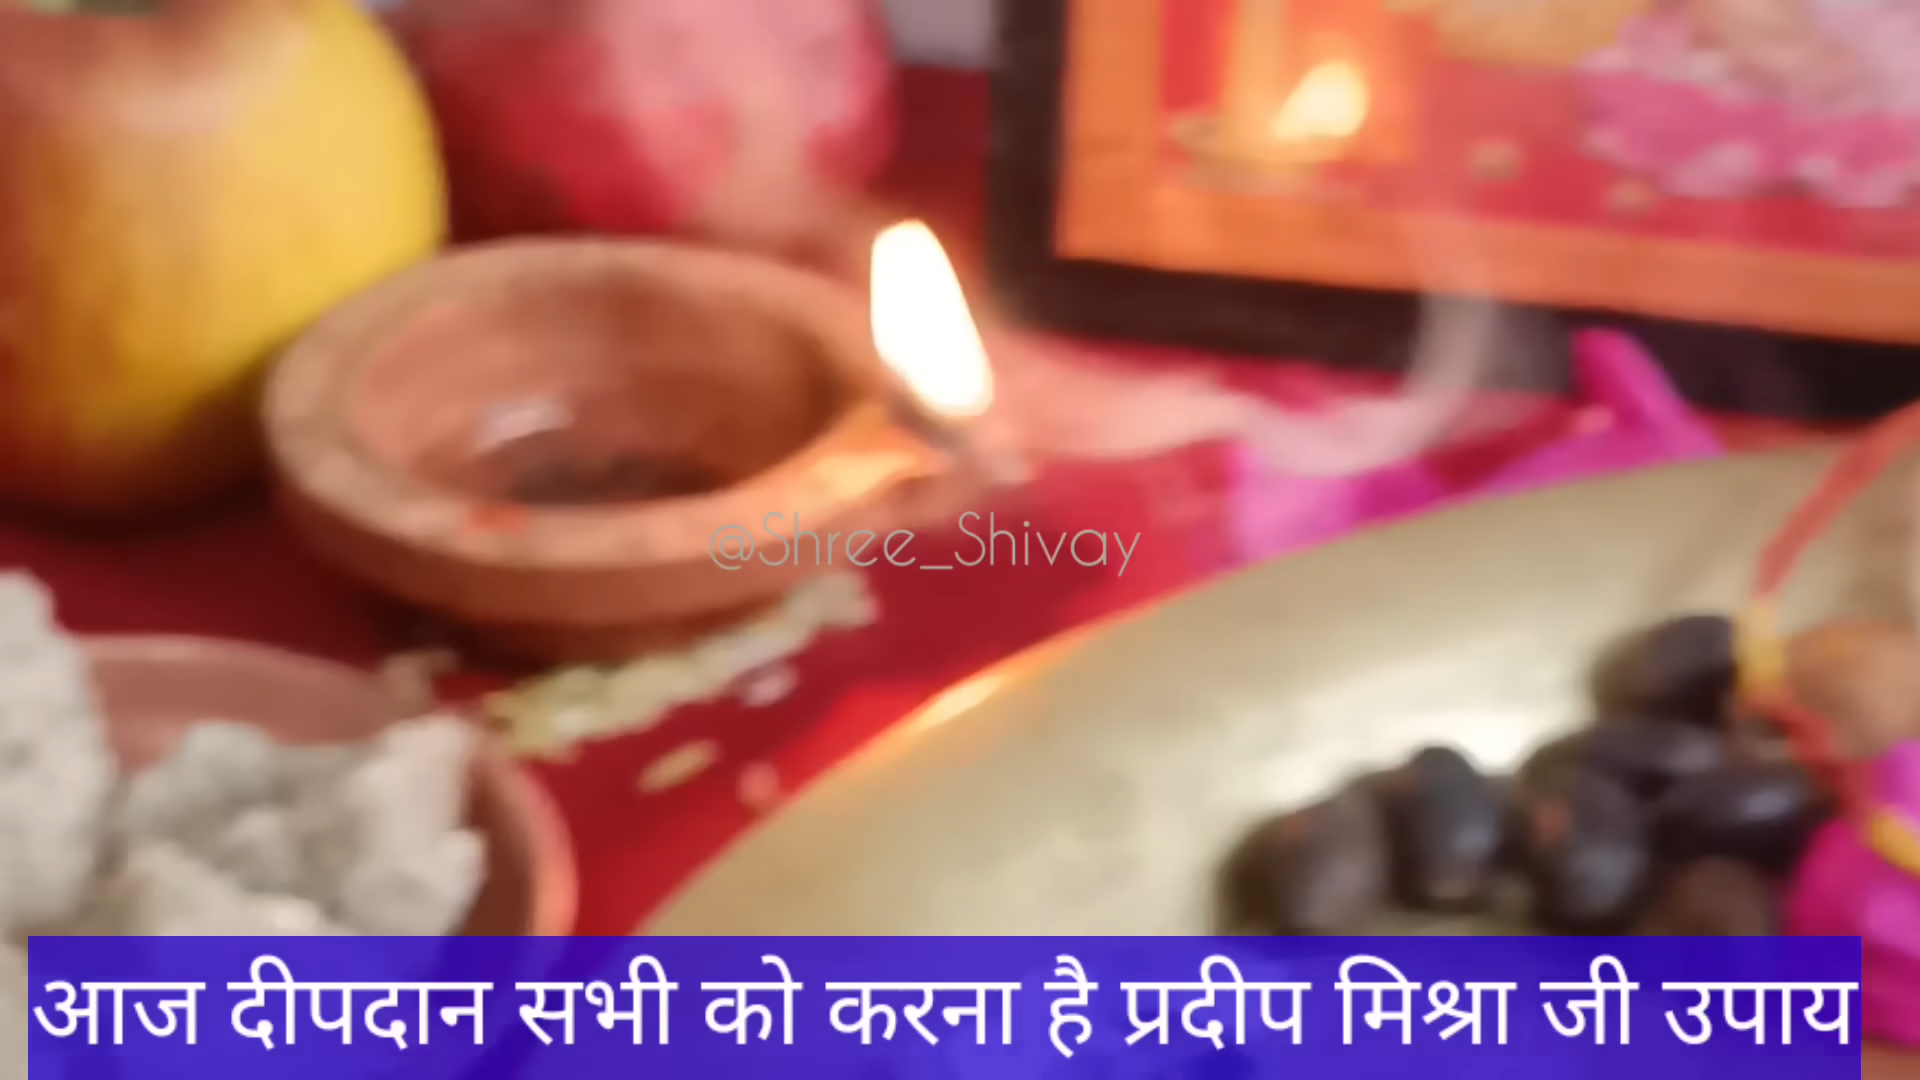 @Shree_Shivay
आज दीपदान सभी को करना है प्रदीप मिश्रा जी उपाय